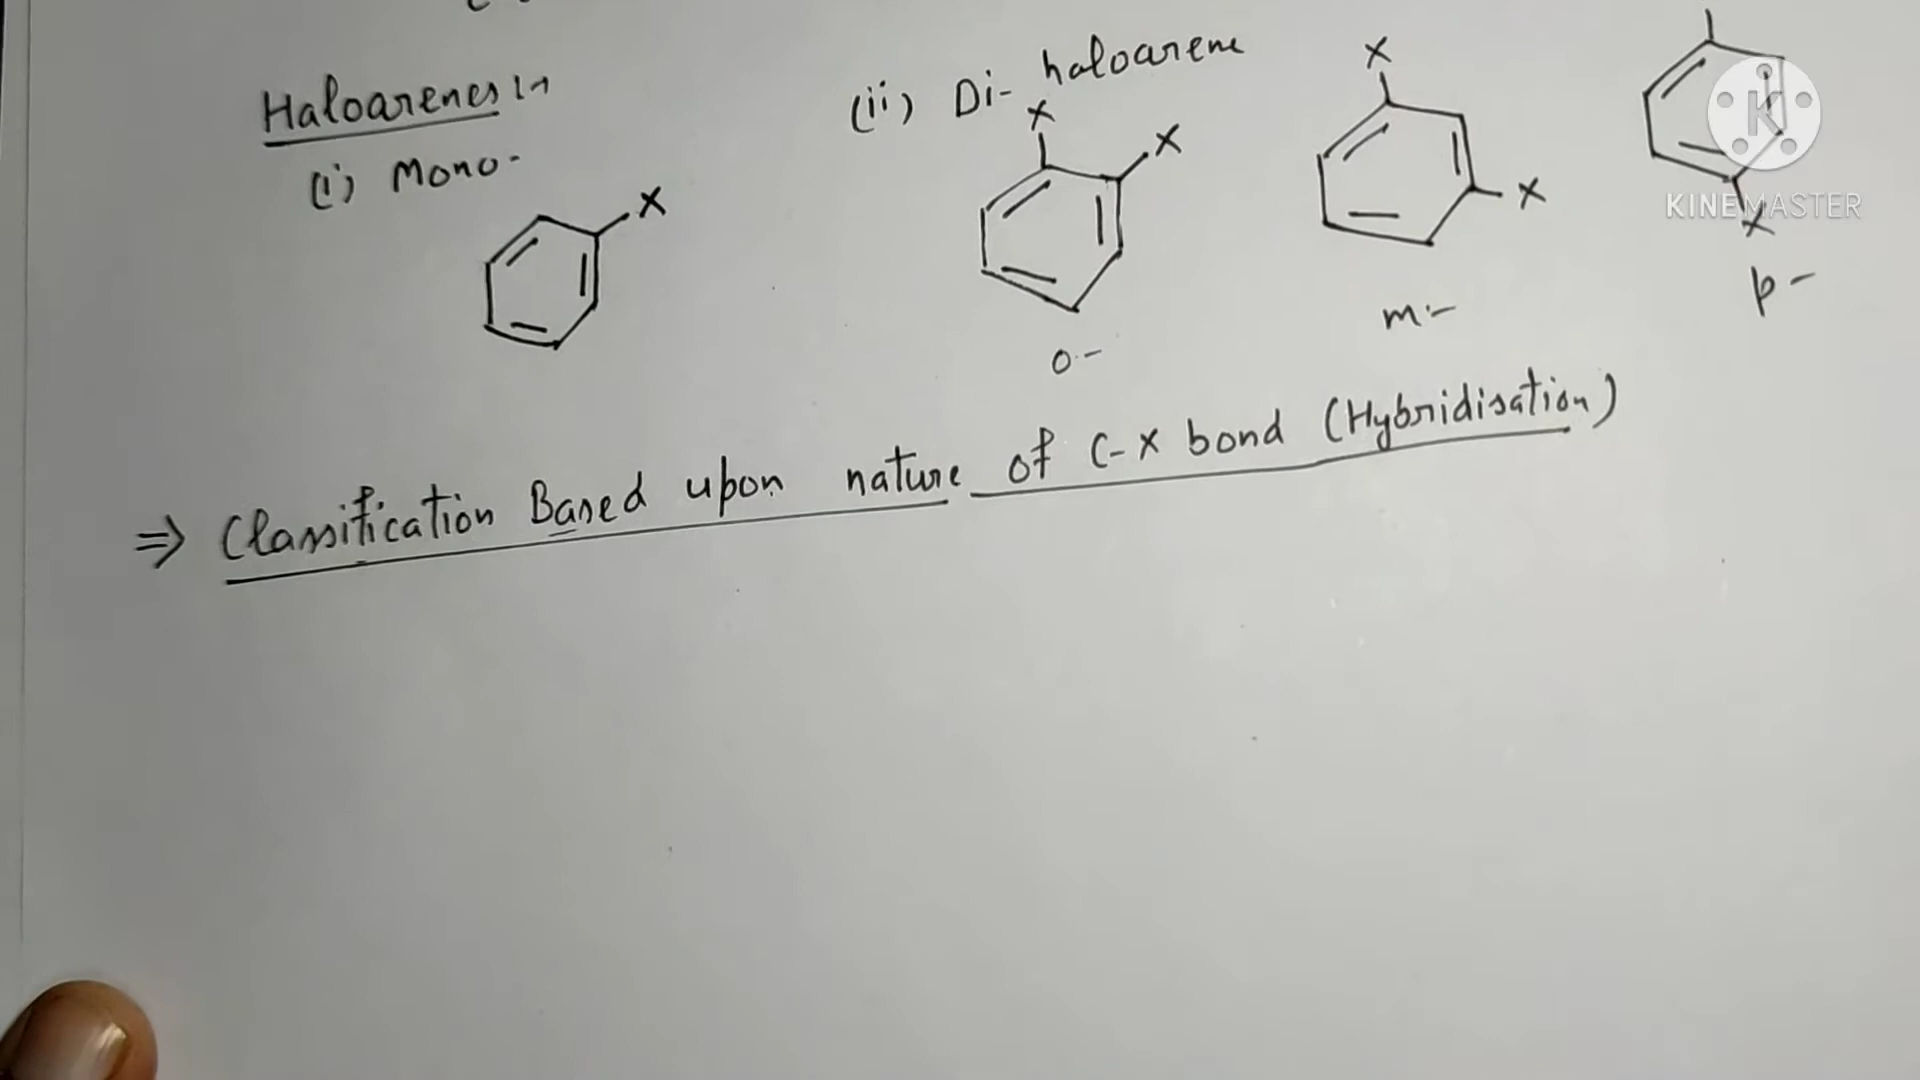 Haloarenes :→
(i) Mono-
X
(ii) Di- haloarene
X
X
o-
X
X
m-
X
p-
KINEMASTER
⇒ Classification Based upon nature of C-X bond (Hybridisation)